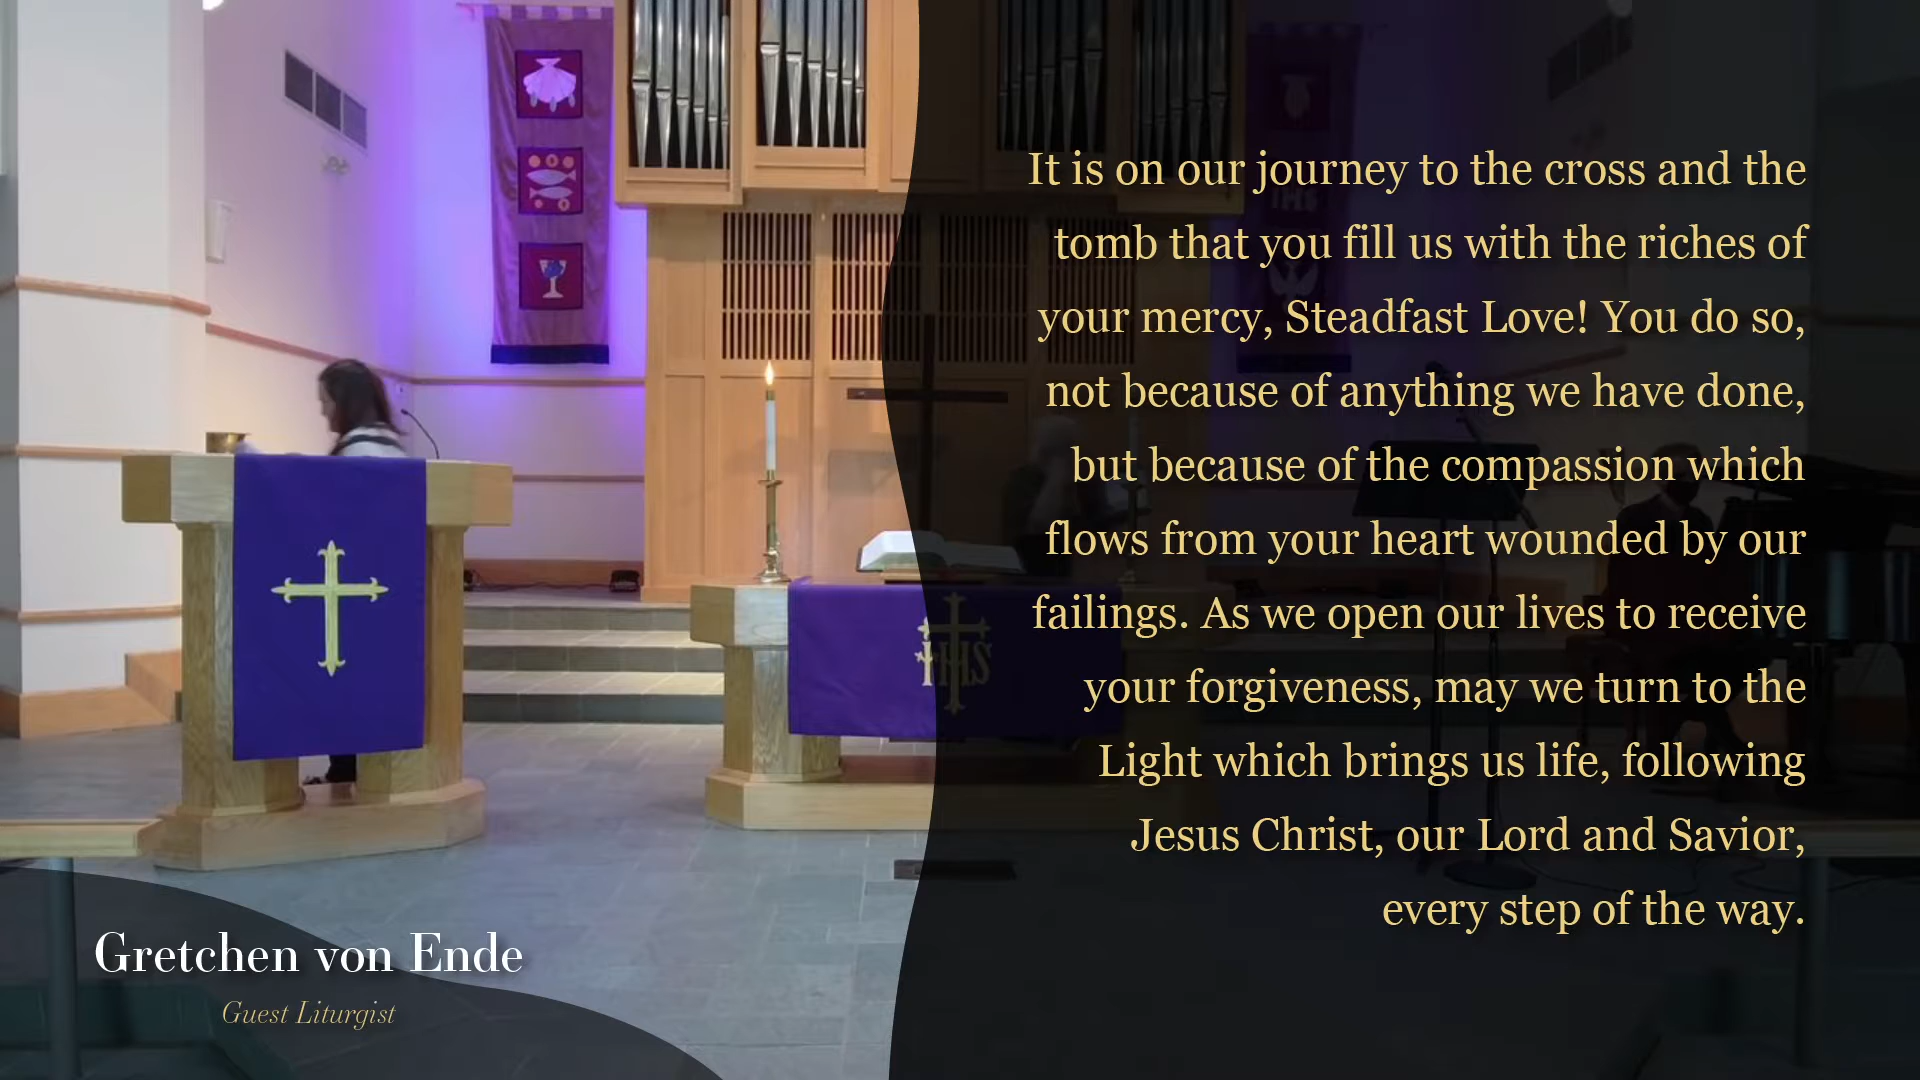 It is on our journey to the cross and the
tomb that you fill us with the riches of
your mercy, Steadfast Love! You do so,
not because of anything we have done,
but because of the compassion which
flows from your heart wounded by our
failings. As we open our lives to receive
your forgiveness, may we turn to the
Light which brings us life, following
Jesus Christ, our Lord and Savior,
every step of the way.
IHS
Gretchen von Ende
Guest Liturgist